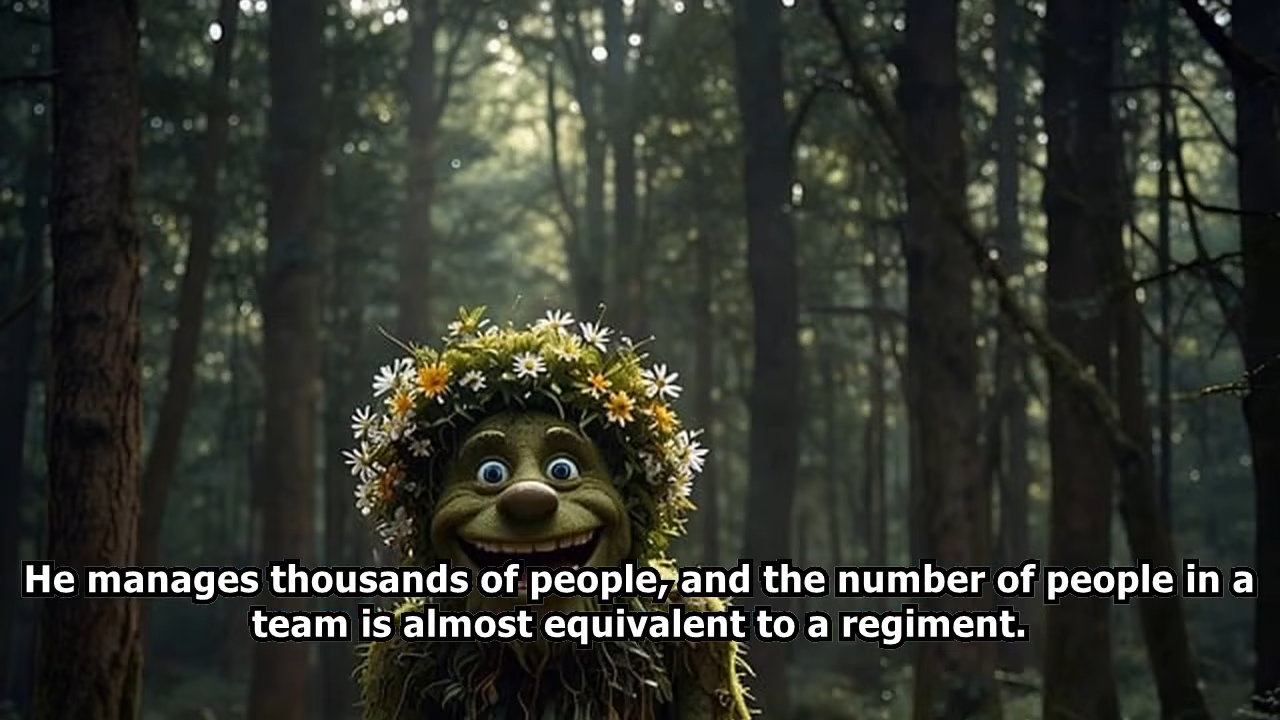 He manages thousands of people, and the number of people in a
team is almost equivalent to a regiment.